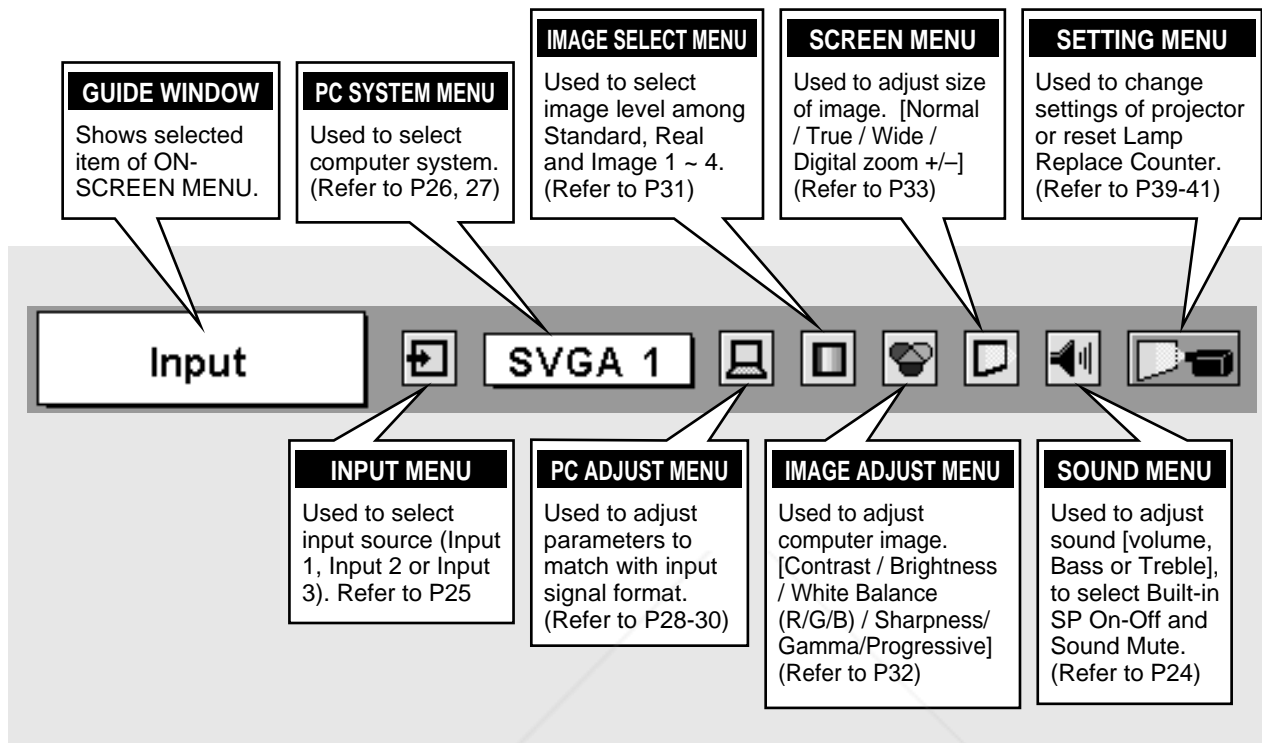 GUIDE WINDOW
Shows selected
item of ON-
SCREEN MENU.
PC SYSTEM MENU
Used to select
computer system.
(Refer to P26, 27)
IMAGE SELECT MENU
Used to select
image level among
Standard, Real
and Image 1 ~ 4.
(Refer to P31)
SCREEN MENU
Used to adjust size
of image.  [Normal
/ True / Wide /
Digital zoom +/–]
(Refer to P33)
SETTING MENU
Used to change
settings of projector
or reset Lamp
Replace Counter.
(Refer to P39-41)
Input
SVGA 1
INPUT MENU
Used to select
input source (Input
1, Input 2 or Input
3). Refer to P25
PC ADJUST MENU
Used to adjust
parameters to
match with input
signal format.
(Refer to P28-30)
IMAGE ADJUST MENU
Used to adjust
computer image.
[Contrast / Brightness
/ White Balance
(R/G/B) / Sharpness/
Gamma/Progressive]
(Refer to P32)
SOUND MENU
Used to adjust
sound [volume,
Bass or Treble],
to select Built-in
SP On-Off and
Sound Mute.
(Refer to P24)